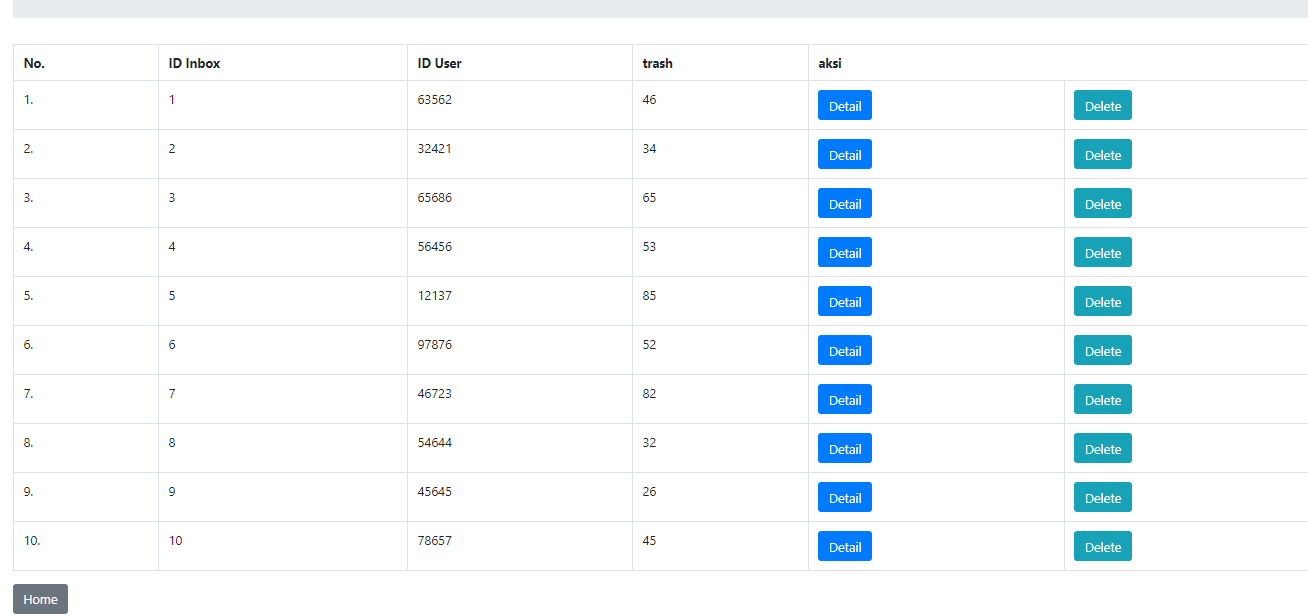 No. ID Inbox ID User trash aksi
1. 1 63562 46 Detail Delete
2. 2 32421 34 Detail Delete
3. 3 65686 65 Detail Delete
4. 4 56456 53 Detail Delete
5. 5 12137 85 Detail Delete
6. 6 97876 52 Detail Delete
7. 7 46723 82 Detail Delete
8. 8 54644 32 Detail Delete
9. 9 45645 26 Detail Delete
10. 10 78657 45 Detail Delete
Home